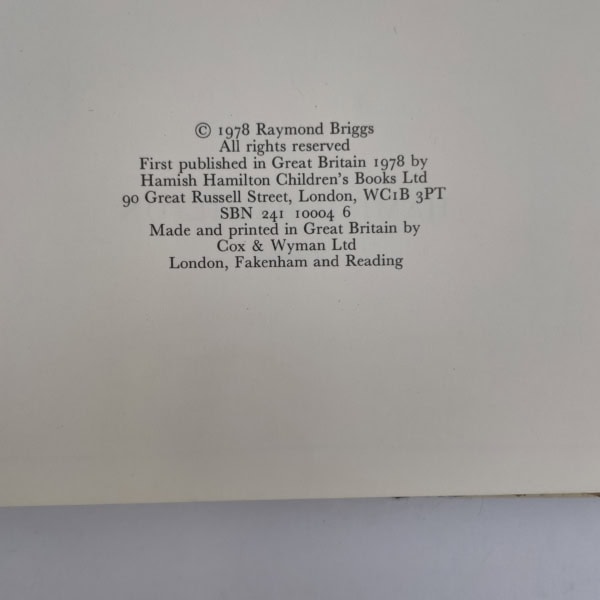 © 1978 Raymond Briggs
All rights reserved
First published in Great Britain 1978 by
Hamish Hamilton Children's Books Ltd
90 Great Russell Street, London, WC1B 3PT
SBN 241 10004 6
Made and printed in Great Britain by
Cox & Wyman Ltd
London, Fakenham and Reading